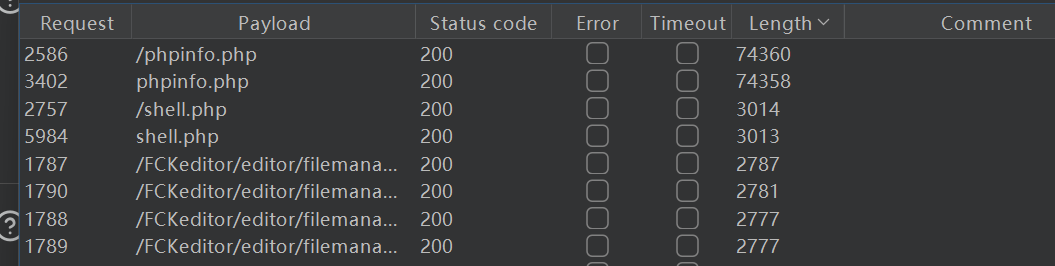 Request Payload Status code Error Timeout Length Comment
2586 /phpinfo.php 200 74360
3402 phpinfo.php 200 74358
2757 /shell.php 200 3014
5984 shell.php 200 3013
1787 /FCKeditor/editor/filemana... 200 2787
1790 /FCKeditor/editor/filemana... 200 2781
1788 /FCKeditor/editor/filemana... 200 2777
1789 /FCKeditor/editor/filemana... 200 2777